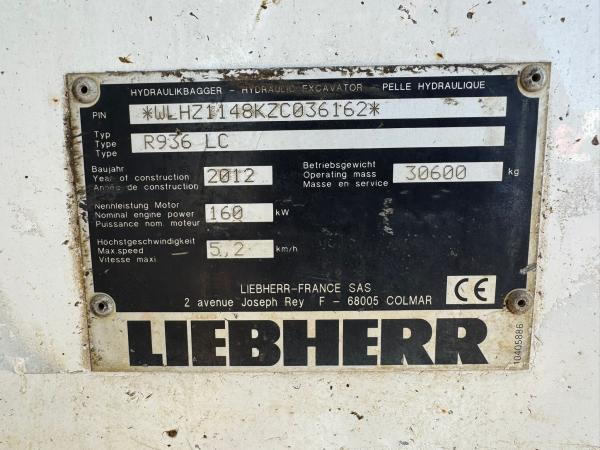 HYDRAULIKBAGGER - HYDRAULIC EXCAVATOR - PELLE HYDRAULIQUE
PIN *WLHZ1148KZC036162*
Typ
Type R936 LC
Type
Baujahr
Year of construction 2012
Année de construction
Betriebsgewicht
Operating mass 30600 kg
Masse en service
Nennleistung Motor
Nominal engine power 160 kW
Puissance nom. moteur
Höchstgeschwindigkeit
Max.speed 5,2 km/h
Vitesse maxi.
LIEBHERR-FRANCE SAS
2 avenue Joseph Rey F - 68005 COLMAR
CE
LIEBHERR
10405886